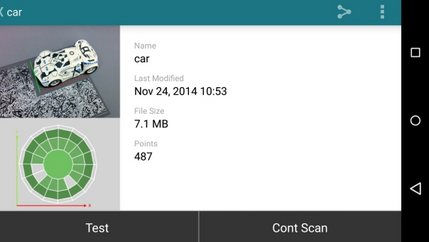 car
Name
car
Last Modified
Nov 24, 2014 10:53
File Size
7.1 MB
Points
487
Test
Cont Scan